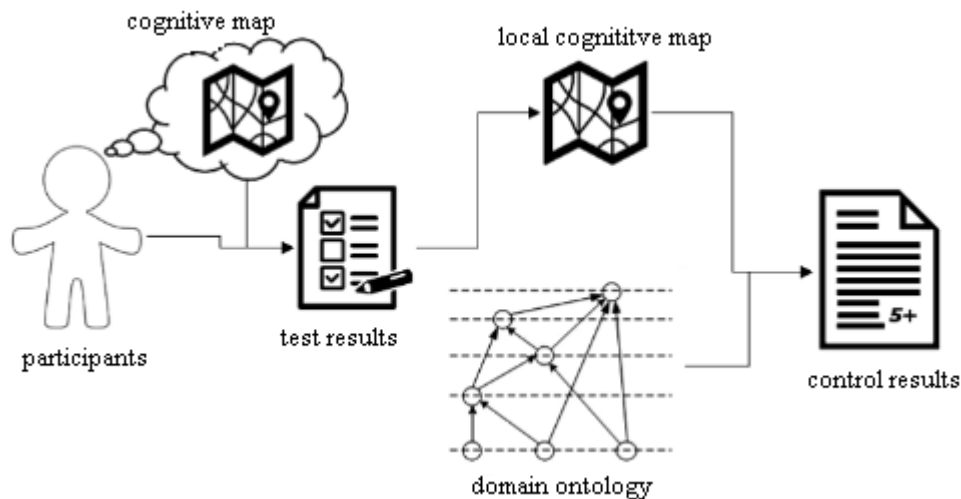 cognitive map
local cognititve map
test results
participants
5+
control results
domain ontology